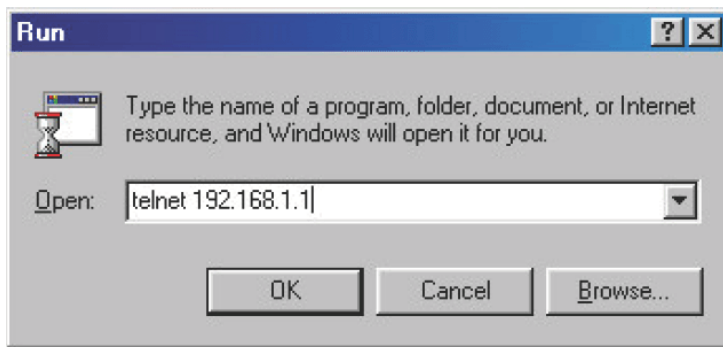 Run
Type the name of a program, folder, document, or Internet
resource, and Windows will open it for you.
Open: telnet 192.168.1.1
OK Cancel Browse...